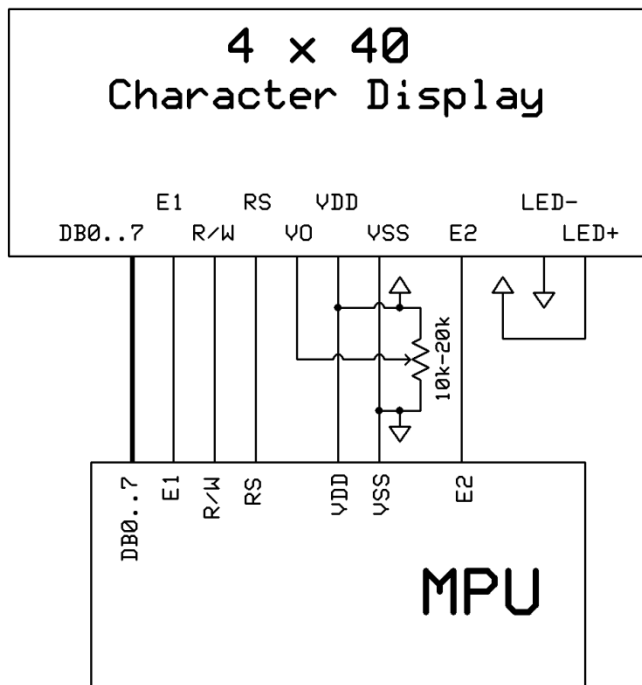 4 x 40
Character Display
E1 RS VDD LED-
DB0..7 R/W VO VSS E2 LED+
10k-20k
DB0..7 E1 R/W RS VDD VSS E2
MPU